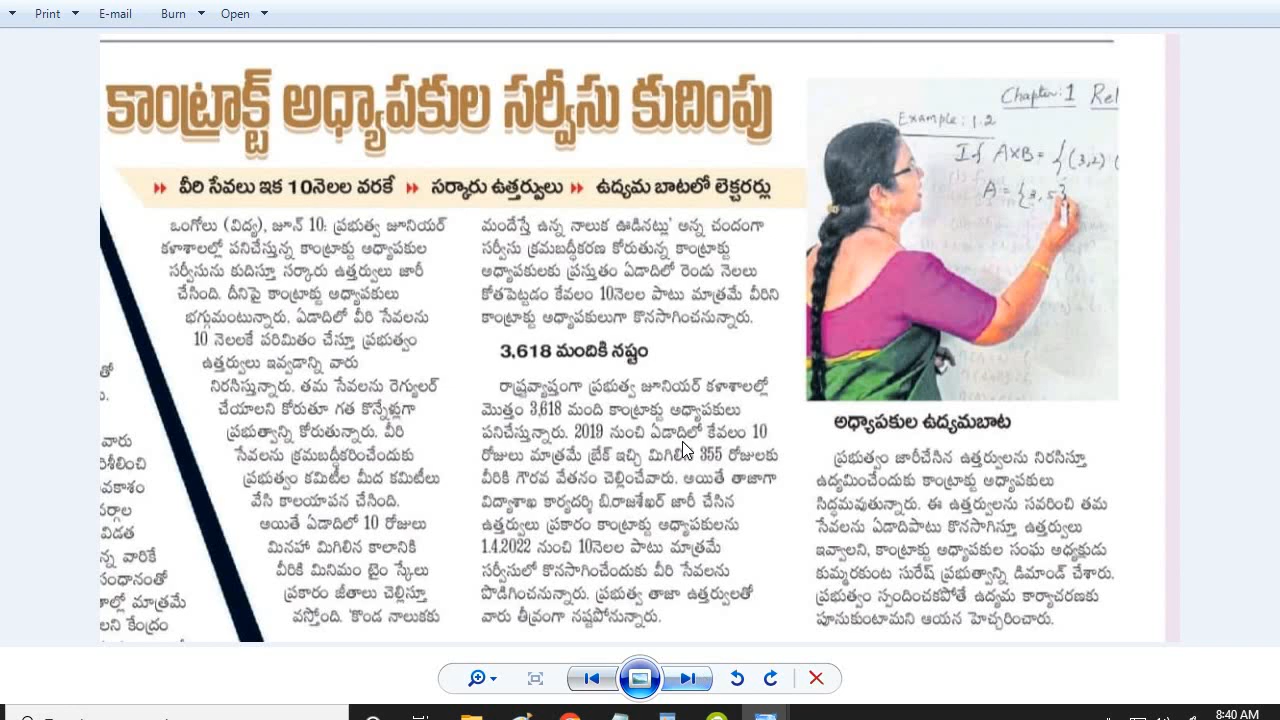 Print
E-mail
Burn
Open
కాంట్రాక్ట్ అధ్యాపకుల సర్వీసు కుదింపు
వీరి సేవలు ఇక 10నెలల వరకే
సర్కారు ఉత్తర్వులు
ఉద్యమ బాటలో లెక్చరర్లు
ఒంగోలు (విద్య), జూన్ 10: ప్రభుత్వ జూనియర్
కళాశాలల్లో పనిచేస్తున్న కాంట్రాక్టు అధ్యాపకుల
సర్వీసును కుదిస్తూ సర్కారు ఉత్తర్వులు జారీ
చేసింది. దీనిపై కాంట్రాక్టు అధ్యాపకులు
భగ్గుమంటున్నారు. ఏడాదిలో వీరి సేవలను
10 నెలలకే పరిమితం చేస్తూ ప్రభుత్వం
ఉత్తర్వులు ఇవ్వడాన్ని వారు
నిరసిస్తున్నారు. తమ సేవలను రెగ్యులర్
చేయాలని కోరుతూ గత కొన్నేళ్లుగా
ప్రభుత్వాన్ని కోరుతున్నారు. వీరి
సేవలను క్రమబద్ధీకరించేందుకు
ప్రభుత్వం కమిటీల మీద కమిటీలు
వేసి కాలయాపన చేసింది.
అయితే ఏడాదిలో 10 రోజులు
మినహా మిగిలిన కాలానికి
వీరికి మినిమం టైం స్కేలు
ప్రకారం జీతాలు చెల్లిస్తూ
వస్తోంది. 'కొండ నాలుకకు
మందేస్తే ఉన్న నాలుక ఊడినట్లు' అన్న చందంగా
సర్వీసు క్రమబద్ధీకరణ కోరుతున్న కాంట్రాక్టు
అధ్యాపకులకు ప్రస్తుతం ఏడాదిలో రెండు నెలలు
కోతపెట్టడం కేవలం 10నెలల పాటు మాత్రమే వీరిని
కాంట్రాక్టు అధ్యాపకులుగా కొనసాగించనున్నారు.
3,618 మందికి నష్టం
రాష్ట్రవ్యాప్తంగా ప్రభుత్వ జూనియర్ కళాశాలల్లో
మొత్తం 3,618 మంది కాంట్రాక్టు అధ్యాపకులు
పనిచేస్తున్నారు. 2019 నుంచి ఏడాదిలో కేవలం 10
రోజులు మాత్రమే బ్రేక్ ఇచ్చి మిగిలిన 355 రోజులకు
వీరికి గౌరవ వేతనం చెల్లించేవారు. అయితే తాజాగా
విద్యాశాఖ కార్యదర్శి బి.రాజశేఖర్ జారీ చేసిన
ఉత్తర్వులు ప్రకారం కాంట్రాక్టు అధ్యాపకులను
1.4.2022 నుంచి 10నెలల పాటు మాత్రమే
సర్వీసులో కొనసాగించేందుకు వీరి సేవలను
పొడిగించనున్నారు. ప్రభుత్వ తాజా ఉత్తర్వులతో
వారు తీవ్రంగా నష్టపోనున్నారు.
Chapter:1 Rel
Example: 1.2
If A×B = {(3,2) (
A = {3, 5}
అధ్యాపకుల ఉద్యమబాట
ప్రభుత్వం జారీచేసిన ఉత్తర్వులను నిరసిస్తూ
ఉద్యమించేందుకు కాంట్రాక్టు అధ్యాపకులు
సిద్ధమవుతున్నారు. ఈ ఉత్తర్వులను సవరించి తమ
సేవలను ఏడాదిపాటు కొనసాగిస్తూ ఉత్తర్వులు
ఇవ్వాలని, కాంట్రాక్టు అధ్యాపకుల సంఘ అధ్యక్షుడు
కుమ్మరకుంట సురేష్ ప్రభుత్వాన్ని డిమాండ్ చేశారు.
ప్రభుత్వం స్పందించకపోతే ఉద్యమ కార్యాచరణకు
పూనుకుంటామని ఆయన హెచ్చరించారు.
వారు
న్న వారికే
మాత్రమే
కేంద్రం
8:40 AM